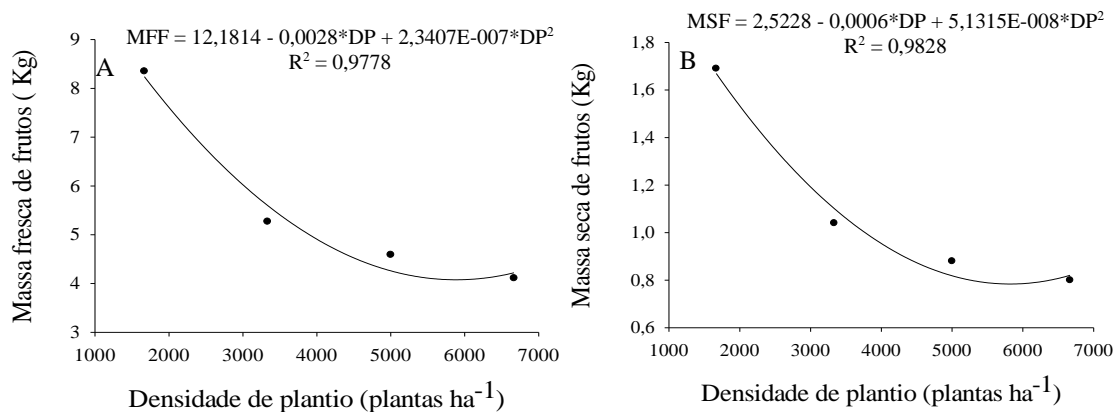 MFF = 12,1814 - 0,0028*DP + 2,3407E-007*DP²
R² = 0,9778
A
Massa fresca de frutos ( Kg)
9
8
7
6
5
4
3
1000 2000 3000 4000 5000 6000 7000
Densidade de plantio (plantas ha⁻¹)
MSF = 2,5228 - 0,0006*DP + 5,1315E-008*DP²
R² = 0,9828
B
Massa seca de frutos (Kg)
1,8
1,6
1,4
1,2
1,0
0,8
0,6
1000 2000 3000 4000 5000 6000 7000
Densidade de plantio (plantas ha⁻¹)